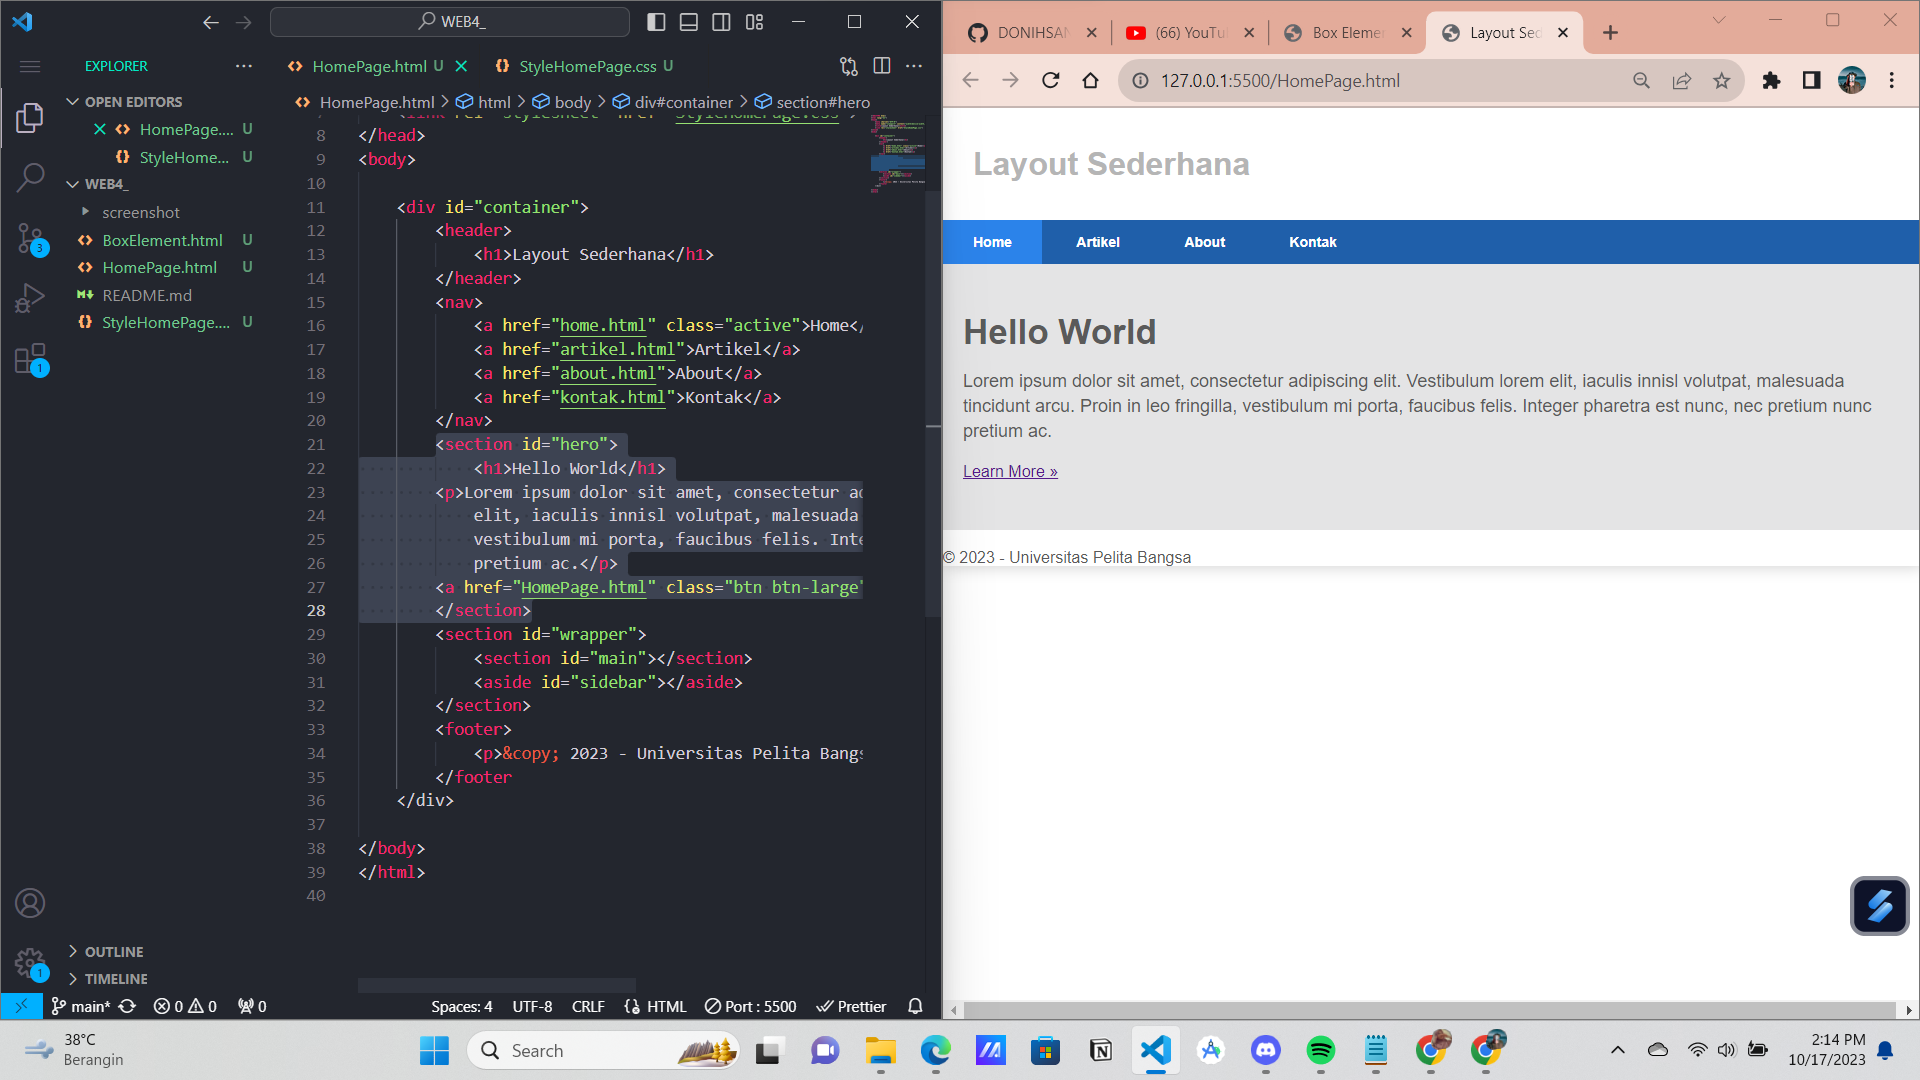 WEB4_
EXPLORER
HomePage.html U
StyleHomePage.css U
OPEN EDITORS
HomePage.... U
StyleHome... U
WEB4_
screenshot
BoxElement.html U
HomePage.html U
README.md
StyleHomePage.... U
OUTLINE
TIMELINE
3
1
1
HomePage.html > html > body > div#container > section#hero
8 </head>
9 <body>
10
11 <div id="container">
12 <header>
13 <h1>Layout Sederhana</h1>
14 </header>
15 <nav>
16 <a href="home.html" class="active">Home</
17 <a href="artikel.html">Artikel</a>
18 <a href="about.html">About</a>
19 <a href="kontak.html">Kontak</a>
20 </nav>
21 <section id="hero">
22 <h1>Hello World</h1>
23 <p>Lorem ipsum dolor sit amet, consectetur
24 elit, iaculis innisl volutpat, malesuada
25 vestibulum mi porta, faucibus felis. Inte
26 pretium ac.</p>
27 <a href="HomePage.html" class="btn btn-large"
28 </section>
29 <section id="wrapper">
30 <section id="main"></section>
31 <aside id="sidebar"></aside>
32 </section>
33 <footer>
34 <p>&copy; 2023 - Universitas Pelita Bangs
35 </footer
36 </div>
37
38 </body>
39 </html>
40
main* 0 0 0 Spaces: 4 UTF-8 CRLF HTML Port : 5500 Prettier
DONIHSAN
(66) YouTu
Box Eleme
Layout Sed
127.0.0.1:5500/HomePage.html
Layout Sederhana
Home Artikel About Kontak
Hello World
Lorem ipsum dolor sit amet, consectetur adipiscing elit. Vestibulum lorem elit, iaculis innisl volutpat, malesuada
tincidunt arcu. Proin in leo fringilla, vestibulum mi porta, faucibus felis. Integer pharetra est nunc, nec pretium nunc
pretium ac.
Learn More »
© 2023 - Universitas Pelita Bangsa
38°C
Berangin
Search
2:14 PM
10/17/2023